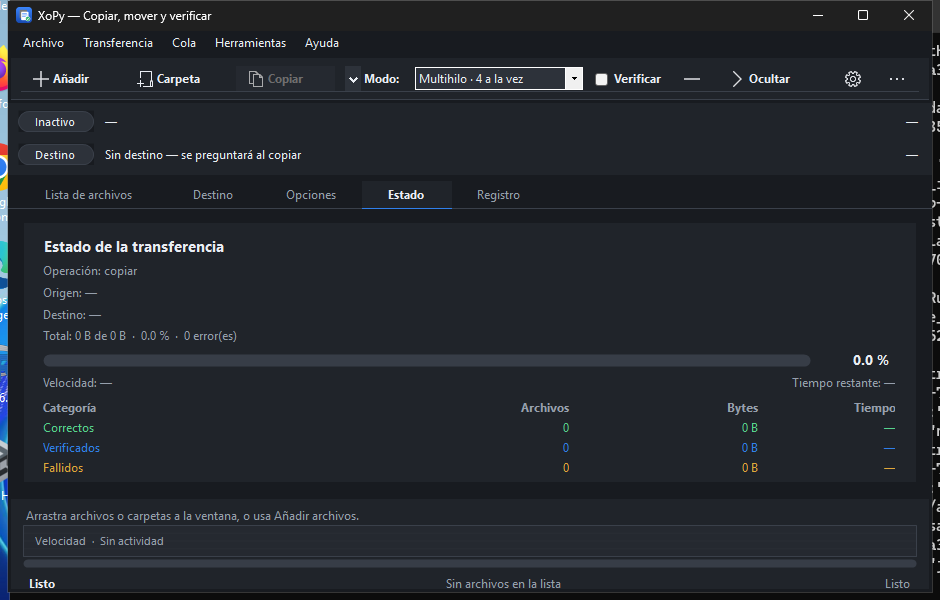 XoPy — Copiar, mover y verificar
Archivo Transferencia Cola Herramientas Ayuda
Añadir Carpeta Copiar Modo: Multihilo · 4 a la vez Verificar — Ocultar
Inactivo — —
Destino Sin destino — se preguntará al copiar —
Lista de archivos Destino Opciones Estado Registro
Estado de la transferencia
Operación: copiar
Origen: —
Destino: —
Total: 0 B de 0 B · 0.0 % · 0 error(es)
0.0 %
Velocidad: — Tiempo restante: —
Categoría Archivos Bytes Tiempo
Correctos 0 0 B —
Verificados 0 0 B —
Fallidos 0 0 B —
Arrastra archivos o carpetas a la ventana, o usa Añadir archivos.
Velocidad · Sin actividad
Listo Sin archivos en la lista Listo